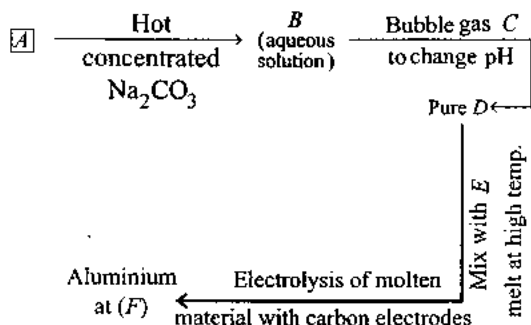 A
Hot
concentrated
Na₂CO₃
B
(aqueous
solution)
Bubble gas C
to change pH
Pure D
Mix with E
melt at high temp.
Electrolysis of molten
material with carbon electrodes
Aluminium
at (F)